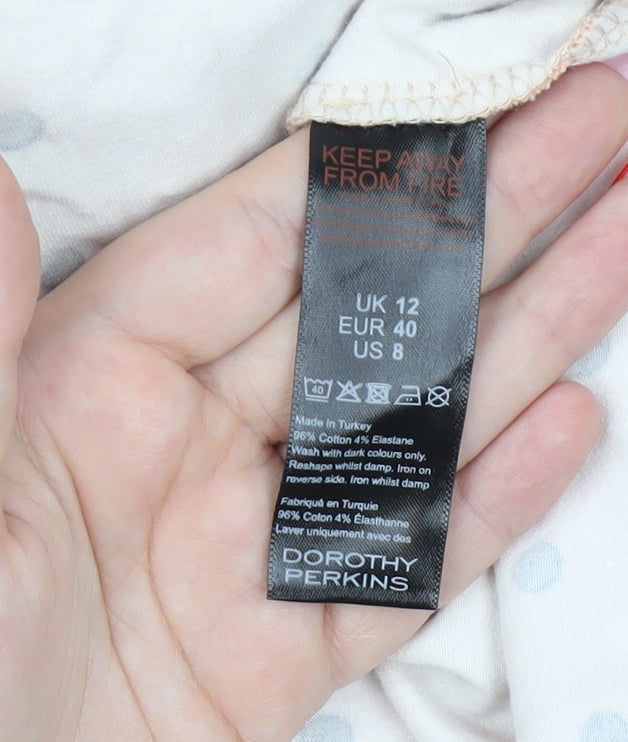 KEEP AWAY
FROM FIRE
UK 12
EUR 40
US 8
40
Made in Turkey
96% Cotton 4% Elastane
Wash with dark colours only.
Reshape whilst damp. Iron on
reverse side. Iron whilst damp
Fabriqué en Turquie
96% Coton 4% Élasthanne
Laver uniquement avec des
DOROTHY
PERKINS